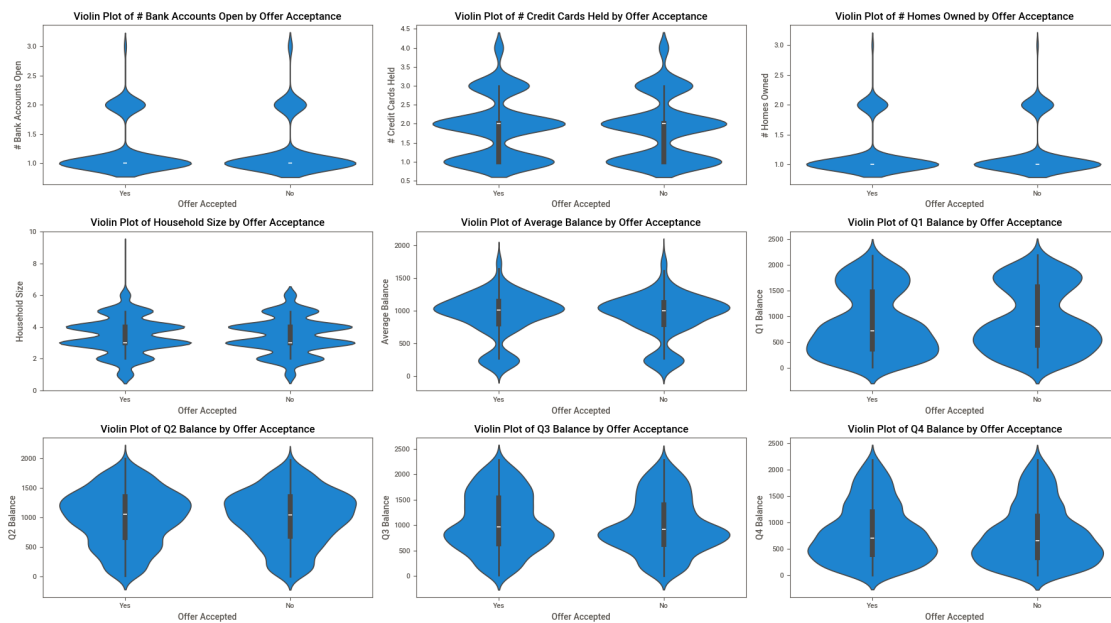 Violin Plot of # Bank Accounts Open by Offer Acceptance
# Bank Accounts Open
3.0
2.5
2.0
1.5
1.0
Yes
No
Offer Accepted
Violin Plot of # Credit Cards Held by Offer Acceptance
# Credit Cards Held
4.5
4.0
3.5
3.0
2.5
2.0
1.5
1.0
0.5
Yes
No
Offer Accepted
Violin Plot of # Homes Owned by Offer Acceptance
# Homes Owned
3.0
2.5
2.0
1.5
1.0
Yes
No
Offer Accepted
Violin Plot of Household Size by Offer Acceptance
Household Size
10
8
6
4
2
0
Yes
No
Offer Accepted
Violin Plot of Average Balance by Offer Acceptance
Average Balance
2000
1500
1000
500
0
Yes
No
Offer Accepted
Violin Plot of Q1 Balance by Offer Acceptance
Q1 Balance
2500
2000
1500
1000
500
0
Yes
No
Offer Accepted
Violin Plot of Q2 Balance by Offer Acceptance
Q2 Balance
2000
1500
1000
500
0
Yes
No
Offer Accepted
Violin Plot of Q3 Balance by Offer Acceptance
Q3 Balance
2500
2000
1500
1000
500
0
Yes
No
Offer Accepted
Violin Plot of Q4 Balance by Offer Acceptance
Q4 Balance
2500
2000
1500
1000
500
0
Yes
No
Offer Accepted